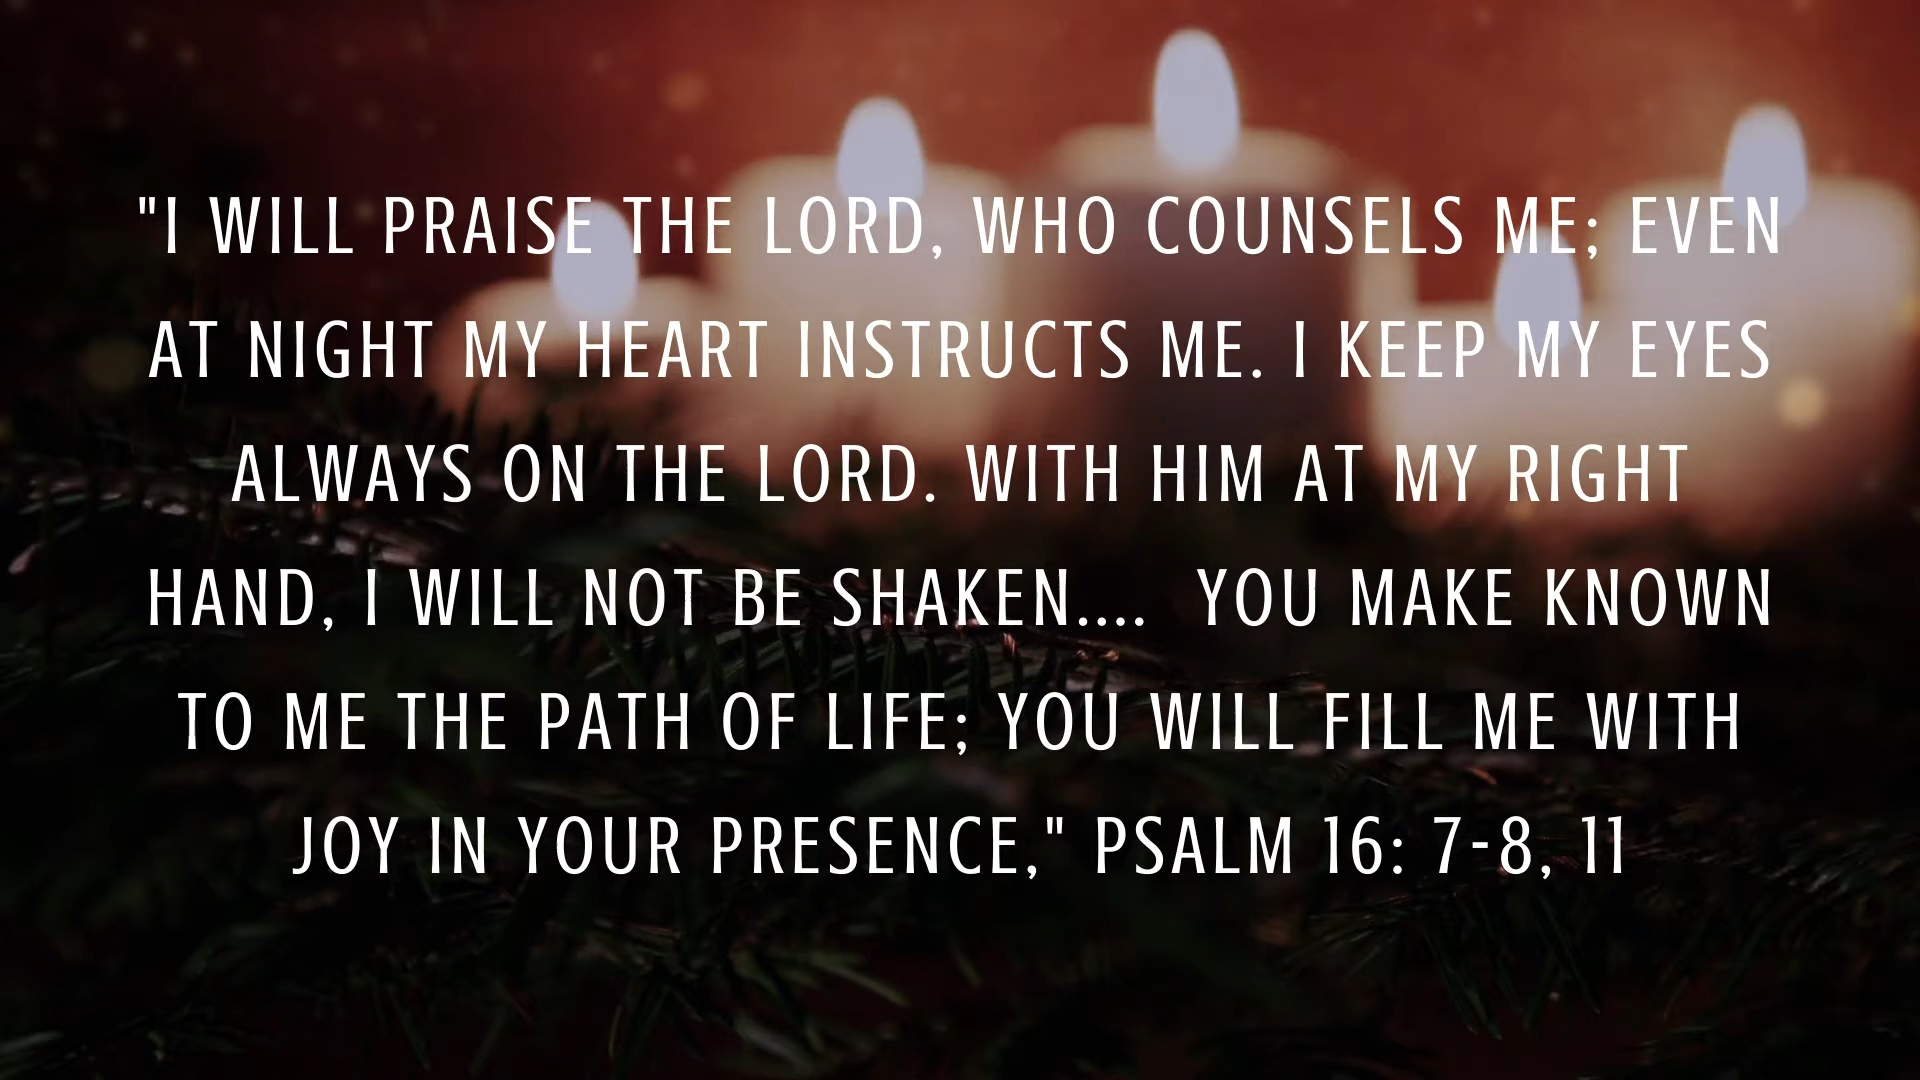 "I WILL PRAISE THE LORD, WHO COUNSELS ME; EVEN
AT NIGHT MY HEART INSTRUCTS ME. I KEEP MY EYES
ALWAYS ON THE LORD. WITH HIM AT MY RIGHT
HAND, I WILL NOT BE SHAKEN....  YOU MAKE KNOWN
TO ME THE PATH OF LIFE; YOU WILL FILL ME WITH
JOY IN YOUR PRESENCE," PSALM 16: 7-8, 11